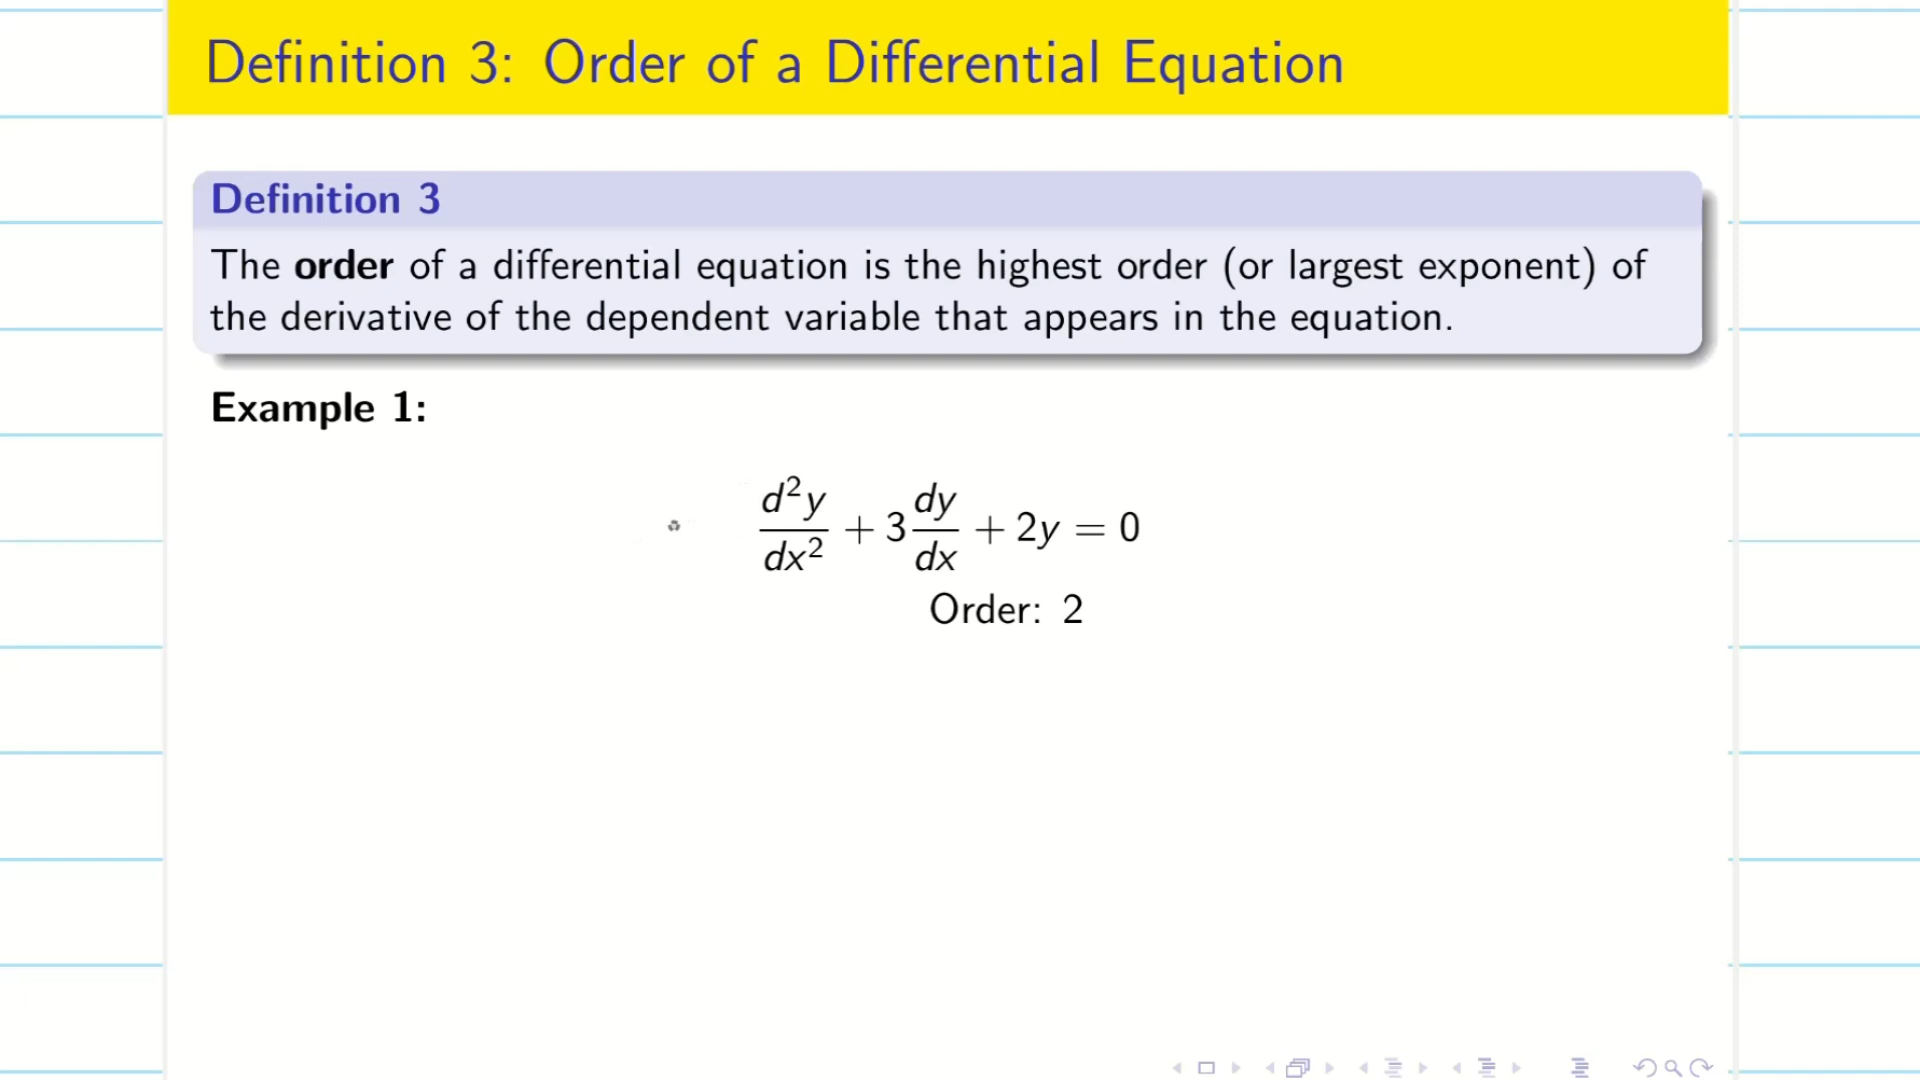 Definition 3: Order of a Differential Equation
Definition 3
The order of a differential equation is the highest order (or largest exponent) of
the derivative of the dependent variable that appears in the equation.
Example 1:
d²y/dx² + 3 dy/dx + 2y = 0
Order: 2